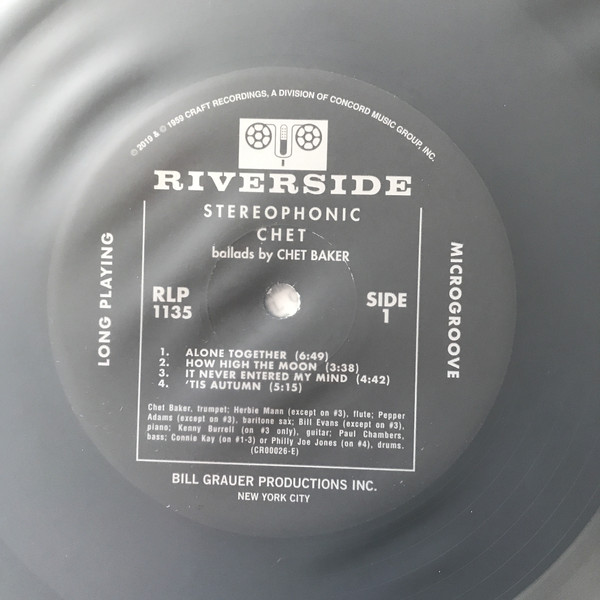 ℗ 2019 & © 1959 CRAFT RECORDINGS, A DIVISION OF CONCORD MUSIC GROUP, INC.
RIVERSIDE
STEREOPHONIC
CHET
ballads by CHET BAKER
LONG PLAYING
MICROGROOVE
RLP
1135
SIDE
1
1. ALONE TOGETHER (6:49)
2. HOW HIGH THE MOON (3:38)
3. IT NEVER ENTERED MY MIND (4:42)
4. 'TIS AUTUMN (5:15)
Chet Baker, trumpet; Herbie Mann (except on #3), flute; Pepper
Adams (except on #3), baritone sax; Bill Evans (except on #3),
piano; Kenny Burrell (on #3 only), guitar; Paul Chambers,
bass; Connie Kay (on #1-3) or Philly Joe Jones (on #4), drums.
(CR00026-E)
BILL GRAUER PRODUCTIONS INC.
NEW YORK CITY